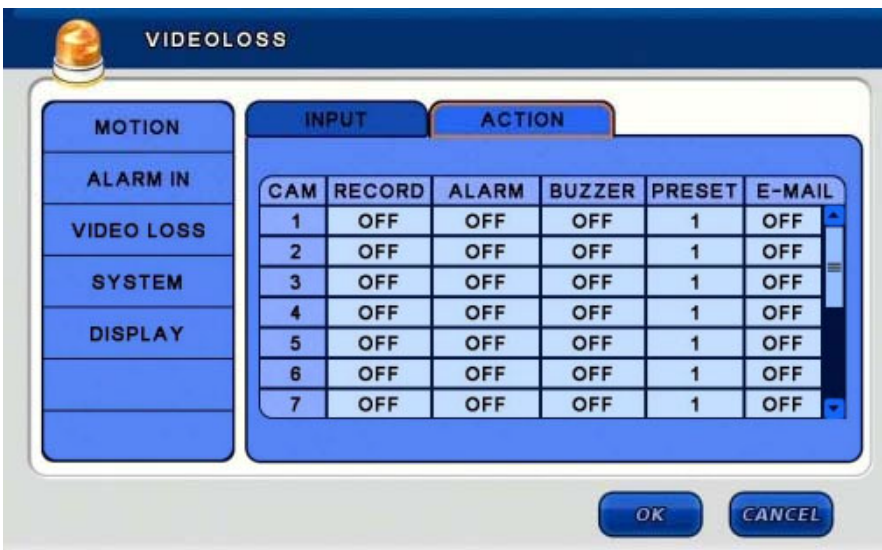 VIDEOLOSS
MOTION
ALARM IN
VIDEO LOSS
SYSTEM
DISPLAY
INPUT ACTION
CAM RECORD ALARM BUZZER PRESET E-MAIL
1 OFF OFF OFF 1 OFF
2 OFF OFF OFF 1 OFF
3 OFF OFF OFF 1 OFF
4 OFF OFF OFF 1 OFF
5 OFF OFF OFF 1 OFF
6 OFF OFF OFF 1 OFF
7 OFF OFF OFF 1 OFF
OK CANCEL